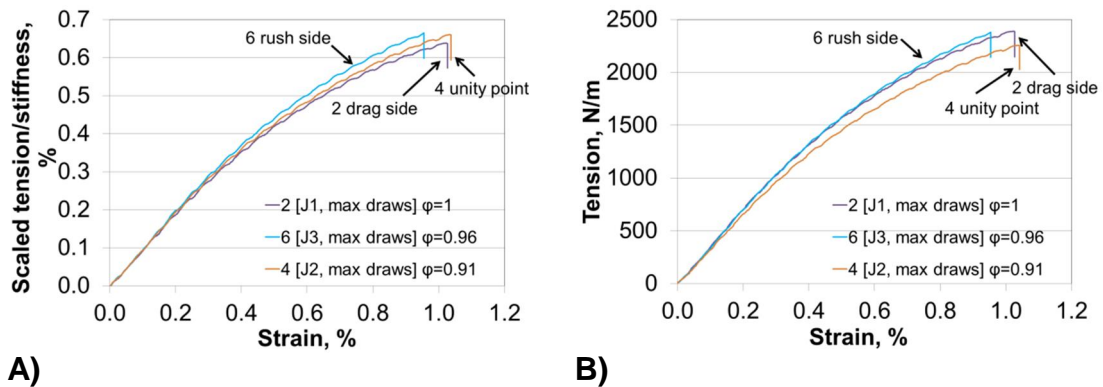 0.7
0.6
0.5
0.4
0.3
0.2
0.1
0.0
Scaled tension/stiffness,
%
6 rush side
4 unity point
2 drag side
2 [J1, max draws] φ=1
6 [J3, max draws] φ=0.96
4 [J2, max draws] φ=0.91
0.0 0.2 0.4 0.6 0.8 1.0 1.2
Strain, %
A)
2500
2000
1500
1000
500
0
Tension, N/m
6 rush side
2 drag side
4 unity point
2 [J1, max draws] φ=1
6 [J3, max draws] φ=0.96
4 [J2, max draws] φ=0.91
0.0 0.2 0.4 0.6 0.8 1.0 1.2
Strain, %
B)